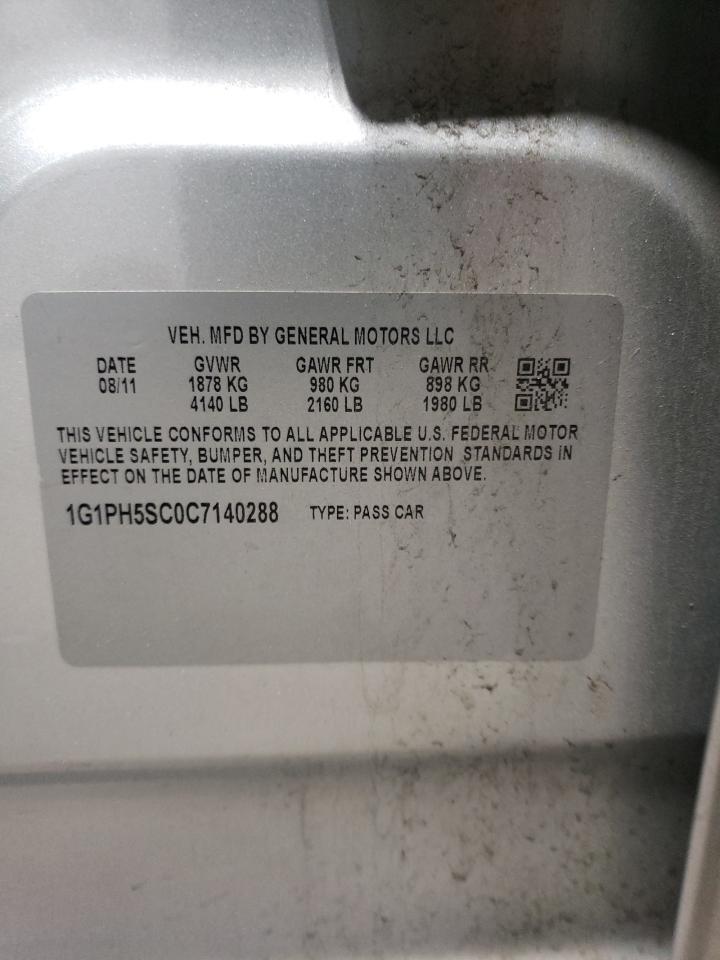 VEH. MFD BY GENERAL MOTORS LLC
DATE GVWR GAWR FRT GAWR RR
08/11 1878 KG 980 KG 898 KG
4140 LB 2160 LB 1980 LB
THIS VEHICLE CONFORMS TO ALL APPLICABLE U.S. FEDERAL MOTOR
VEHICLE SAFETY, BUMPER, AND THEFT PREVENTION STANDARDS IN
EFFECT ON THE DATE OF MANUFACTURE SHOWN ABOVE.
1G1PH5SC0C7140288 TYPE: PASS CAR